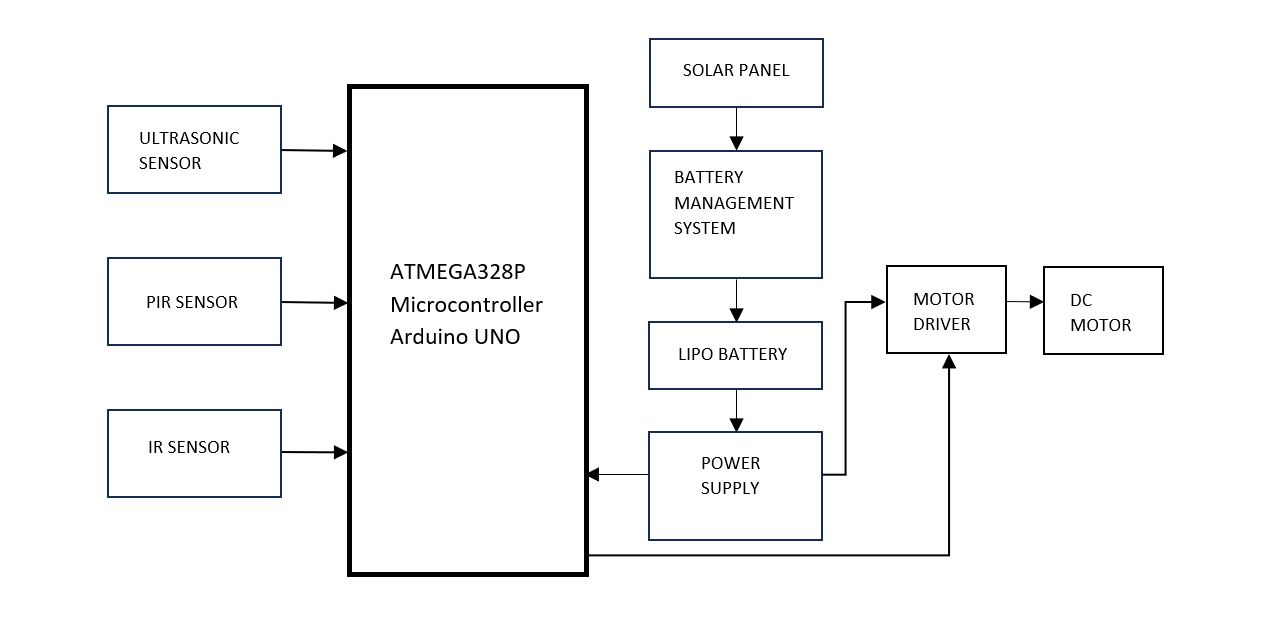 SOLAR PANEL
ULTRASONIC
SENSOR
BATTERY
MANAGEMENT
SYSTEM
ATMEGA328P
Microcontroller
Arduino UNO
PIR SENSOR
MOTOR
DRIVER
DC
MOTOR
LIPO BATTERY
IR SENSOR
POWER
SUPPLY